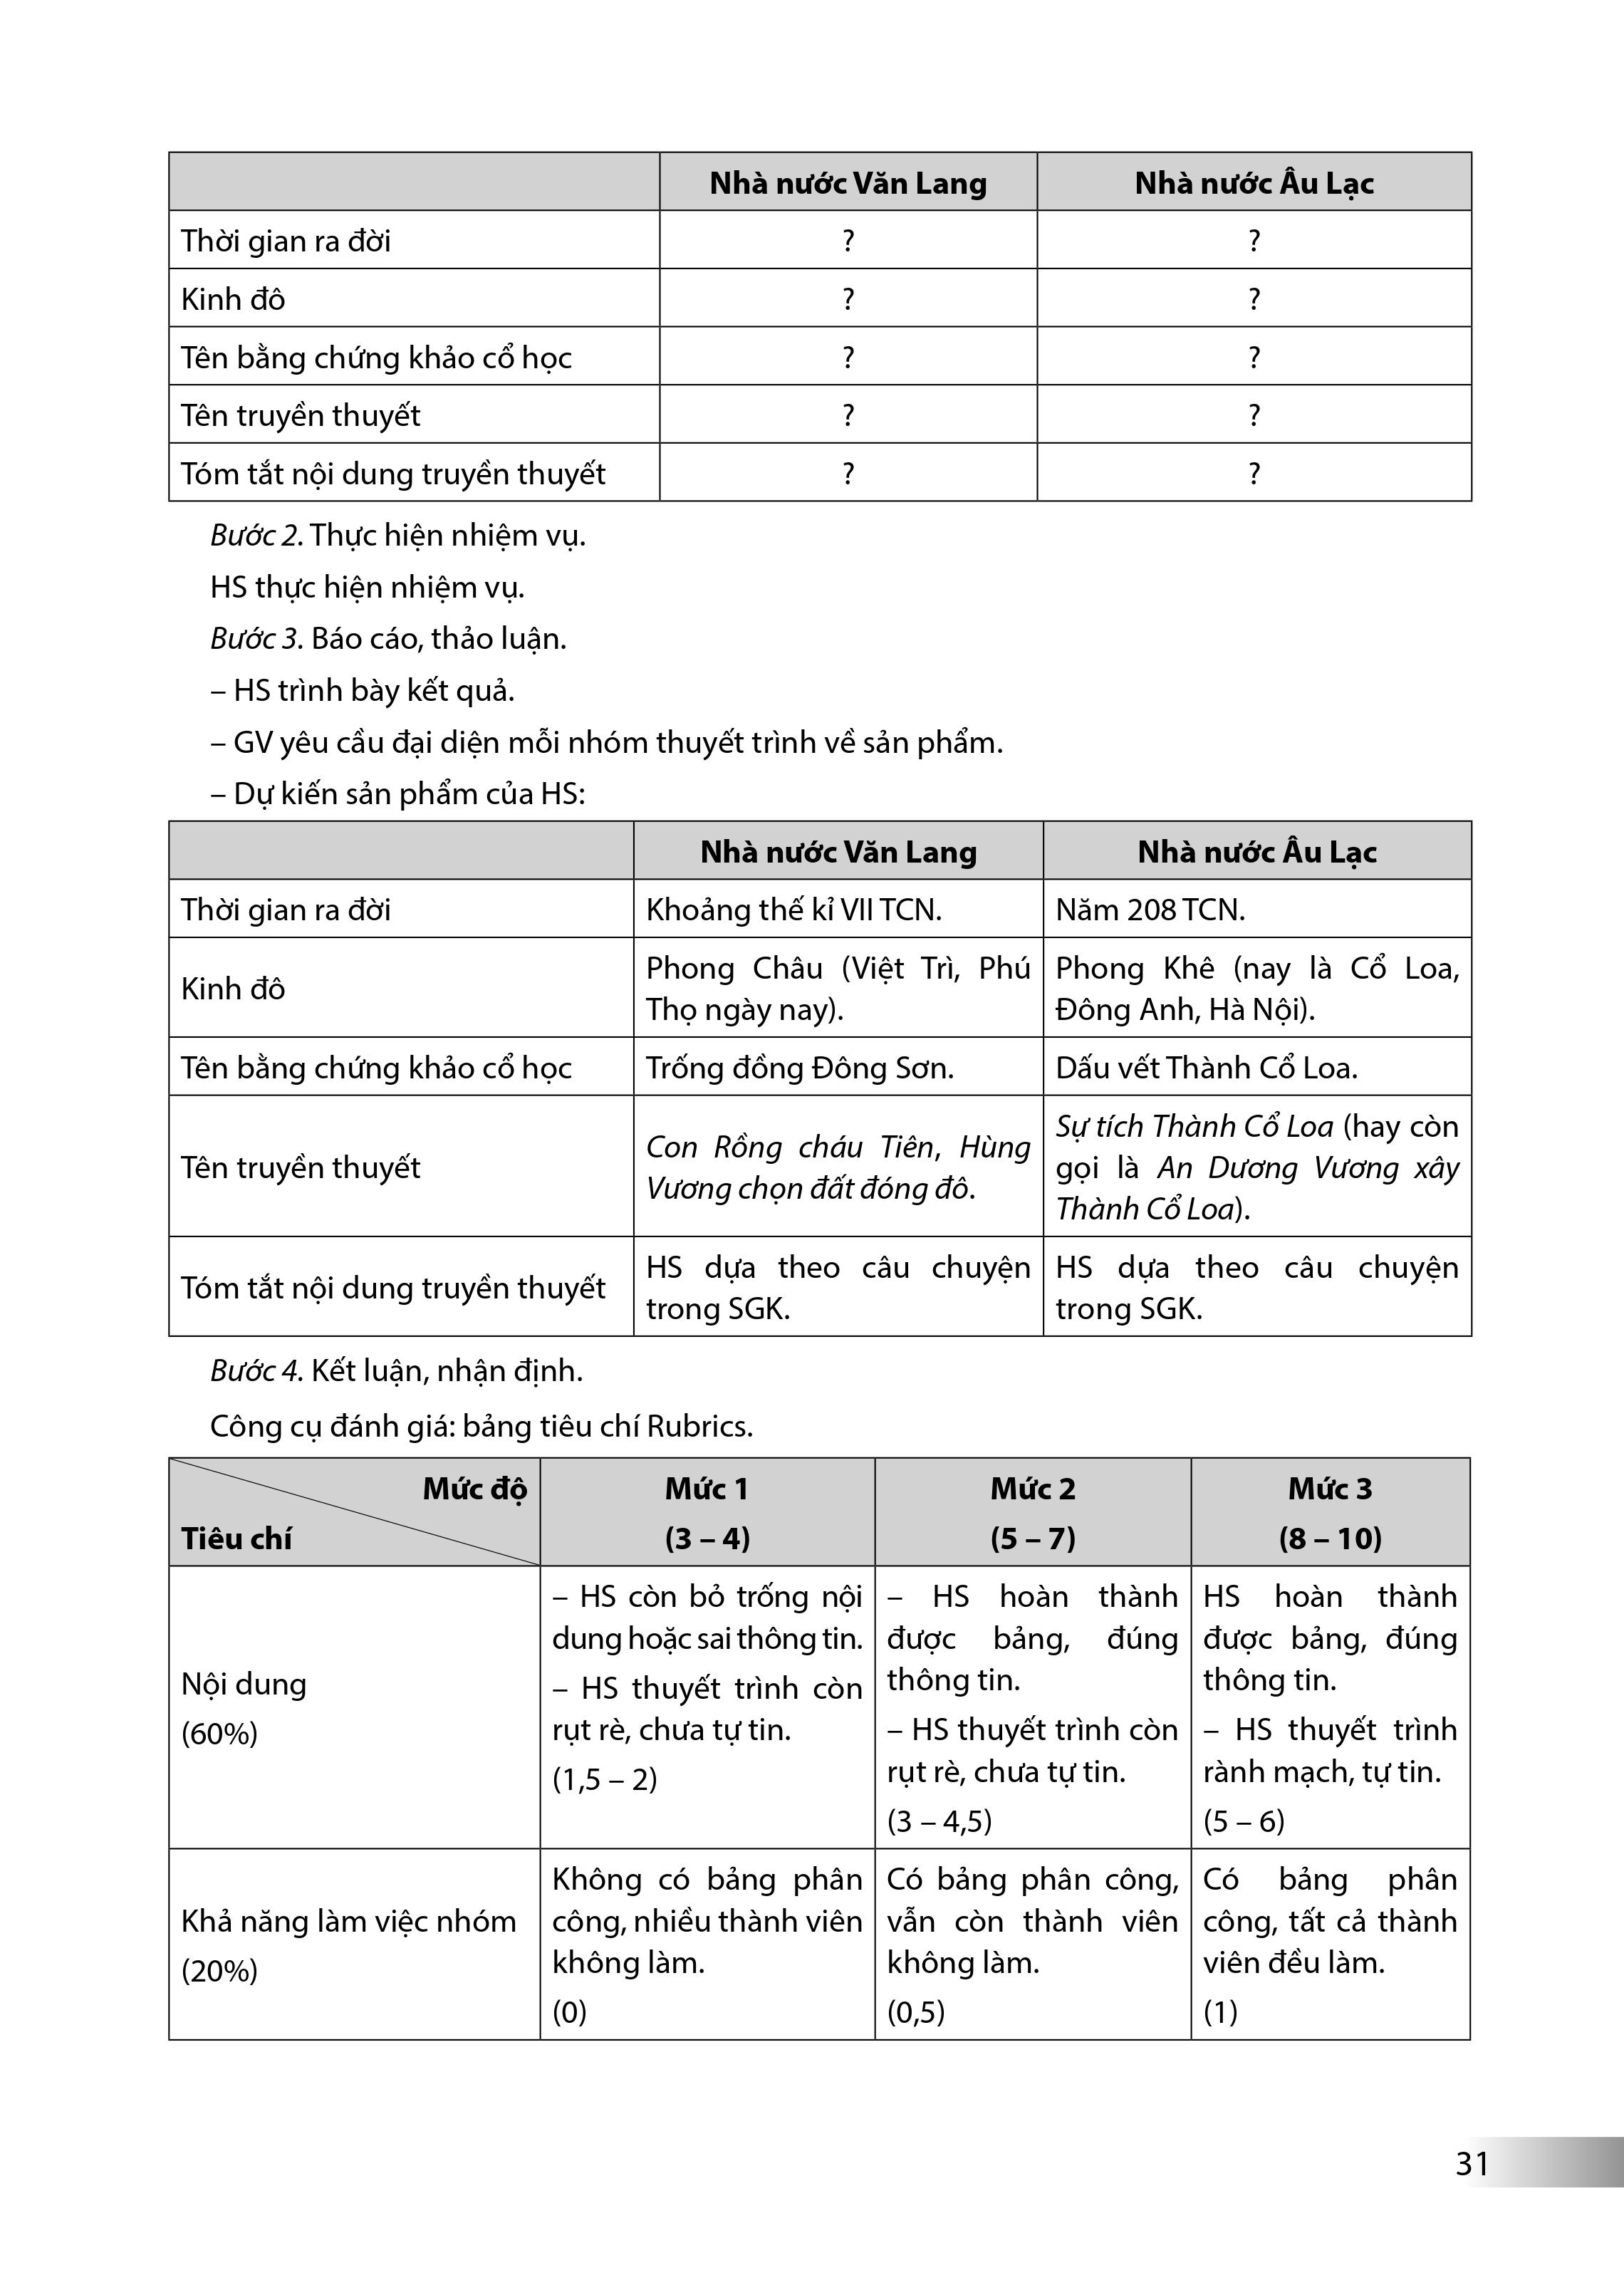 Nhà nước Văn Lang Nhà nước Âu Lạc
Thời gian ra đời ? ?
Kinh đô ? ?
Tên bằng chứng khảo cổ học ? ?
Tên truyền thuyết ? ?
Tóm tắt nội dung truyền thuyết ? ?
Bước 2. Thực hiện nhiệm vụ.
HS thực hiện nhiệm vụ.
Bước 3. Báo cáo, thảo luận.
– HS trình bày kết quả.
– GV yêu cầu đại diện mỗi nhóm thuyết trình về sản phẩm.
– Dự kiến sản phẩm của HS:
Nhà nước Văn Lang Nhà nước Âu Lạc
Thời gian ra đời Khoảng thế kỉ VII TCN. Năm 208 TCN.
Kinh đô
Phong Châu (Việt Trì, Phú
Thọ ngày nay).
Phong Khê (nay là Cổ Loa,
Đông Anh, Hà Nội).
Tên bằng chứng khảo cổ học Trống đồng Đông Sơn. Dấu vết Thành Cổ Loa.
Tên truyền thuyết
Con Rồng cháu Tiên, Hùng
Vương chọn đất đóng đô.
Sự tích Thành Cổ Loa (hay còn
gọi là An Dương Vương xây
Thành Cổ Loa).
Tóm tắt nội dung truyền thuyết
HS dựa theo câu chuyện
trong SGK.
HS dựa theo câu chuyện
trong SGK.
Bước 4. Kết luận, nhận định.
Công cụ đánh giá: bảng tiêu chí Rubrics.
Mức độ
Tiêu chí
Mức 1
(3 – 4)
Mức 2
(5 – 7)
Mức 3
(8 – 10)
Nội dung
(60%)
– HS còn bỏ trống nội
dung hoặc sai thông tin.
– HS thuyết trình còn
rụt rè, chưa tự tin.
(1,5 – 2)
– HS hoàn thành
được bảng, đúng
thông tin.
– HS thuyết trình còn
rụt rè, chưa tự tin.
(3 – 4,5)
HS hoàn thành
được bảng, đúng
thông tin.
– HS thuyết trình
rành mạch, tự tin.
(5 – 6)
Khả năng làm việc nhóm
(20%)
Không có bảng phân
công, nhiều thành viên
không làm.
(0)
Có bảng phân công,
vẫn còn thành viên
không làm.
(0,5)
Có bảng phân
công, tất cả thành
viên đều làm.
(1)
31